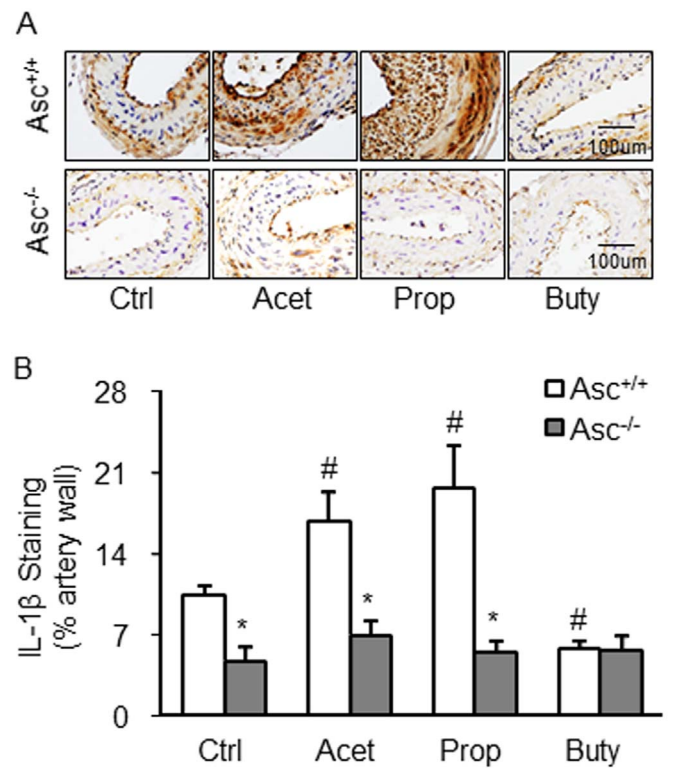 A
Asc+/+
100um
Asc-/-
100um
Ctrl Acet Prop Buty
B
28
Asc+/+
Asc-/-
#
#
21
IL-1β Staining
(% artery wall)
14
*
*
*
#
7
0
Ctrl Acet Prop Buty